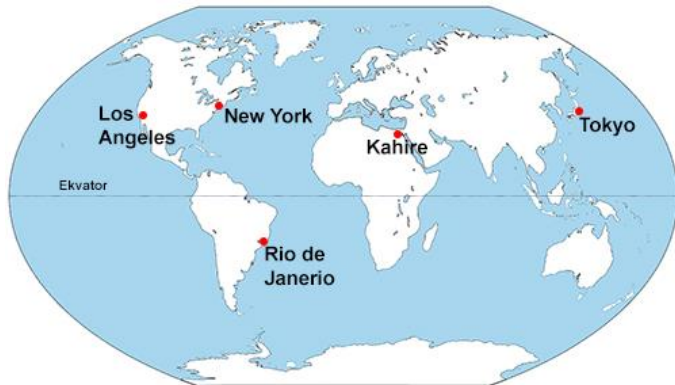 Los
Angeles
New York
Kahire
Tokyo
Ekvator
Rio de
Janerio